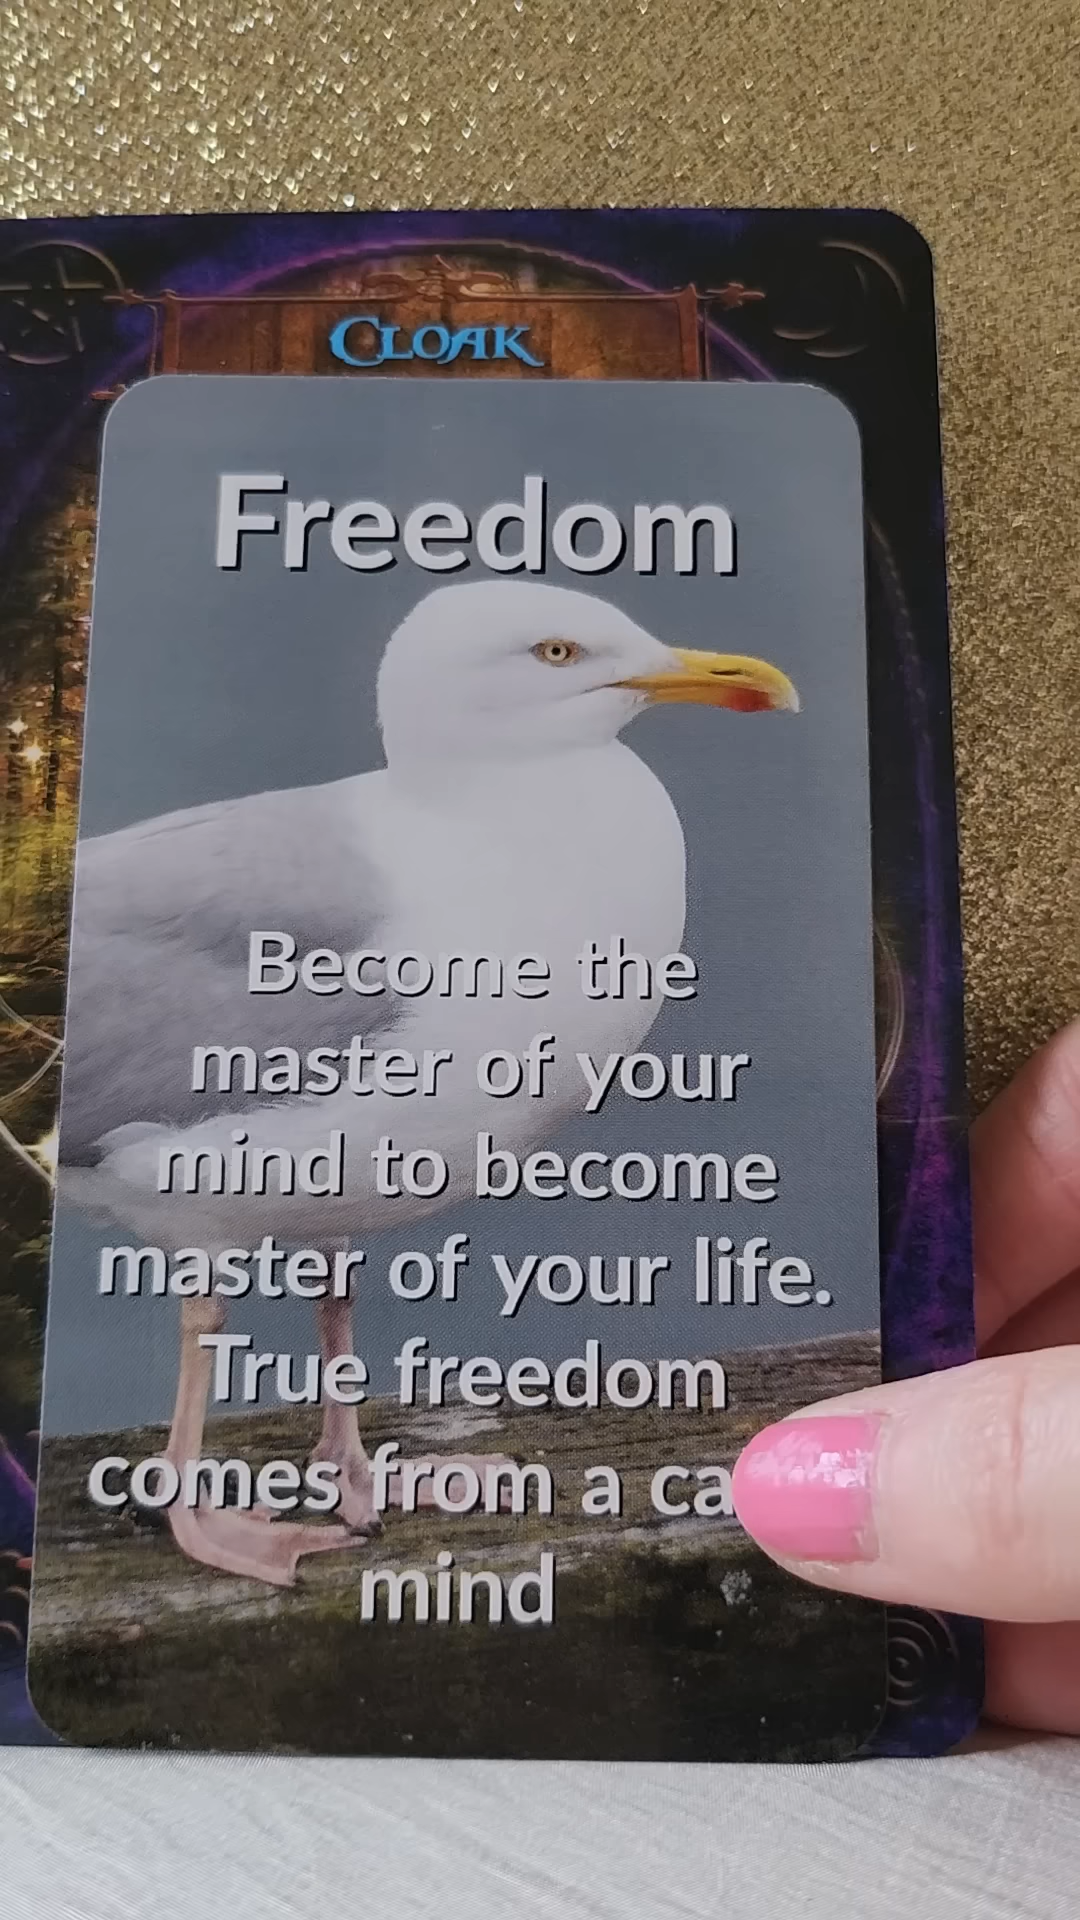 CLOAK
Freedom
Become the
master of your
mind to become
master of your life.
True freedom
comes from a
mind